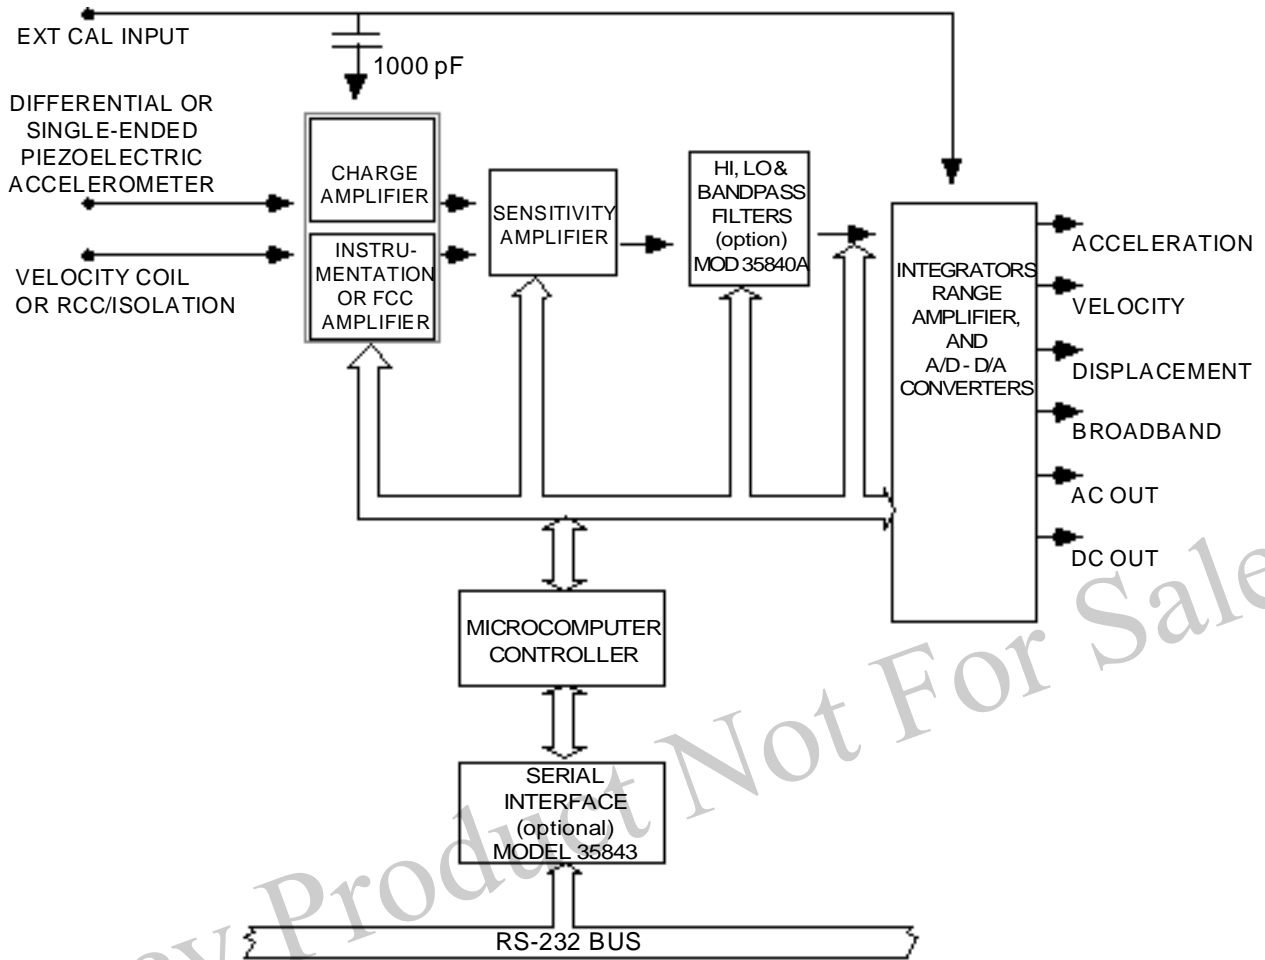 EXT CAL INPUT
1000 pF
DIFFERENTIAL OR
SINGLE-ENDED
PIEZOELECTRIC
ACCELEROMETER
VELOCITY COIL
OR RCC/ISOLATION
CHARGE
AMPLIFIER
INSTRU-
MENTATION
OR FCC
AMPLIFIER
SENSITIVITY
AMPLIFIER
HI, LO &
BANDPASS
FILTERS
(option)
MOD 35840A
INTEGRATORS
RANGE
AMPLIFIER,
AND
A/D - D/A
CONVERTERS
ACCELERATION
VELOCITY
DISPLACEMENT
BROADBAND
AC OUT
DC OUT
MICROCOMPUTER
CONTROLLER
SERIAL
INTERFACE
(optional)
MODEL 35843
RS-232 BUS
Product Not For Sale